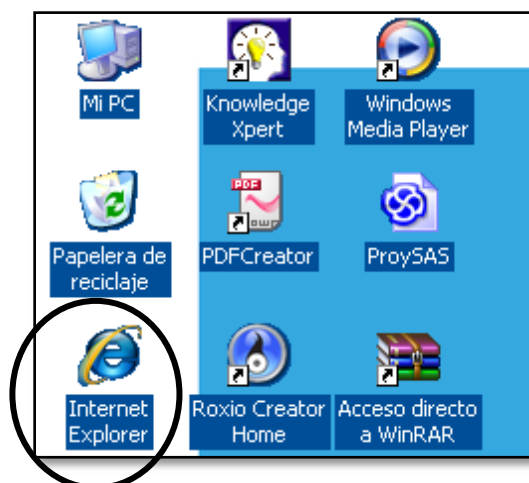 Mi PC
Knowledge
Xpert
Windows
Media Player
Papelera de
reciclaje
PDF
PDFCreator
ProySAS
Internet
Explorer
Roxio Creator
Home
Acceso directo
a WinRAR